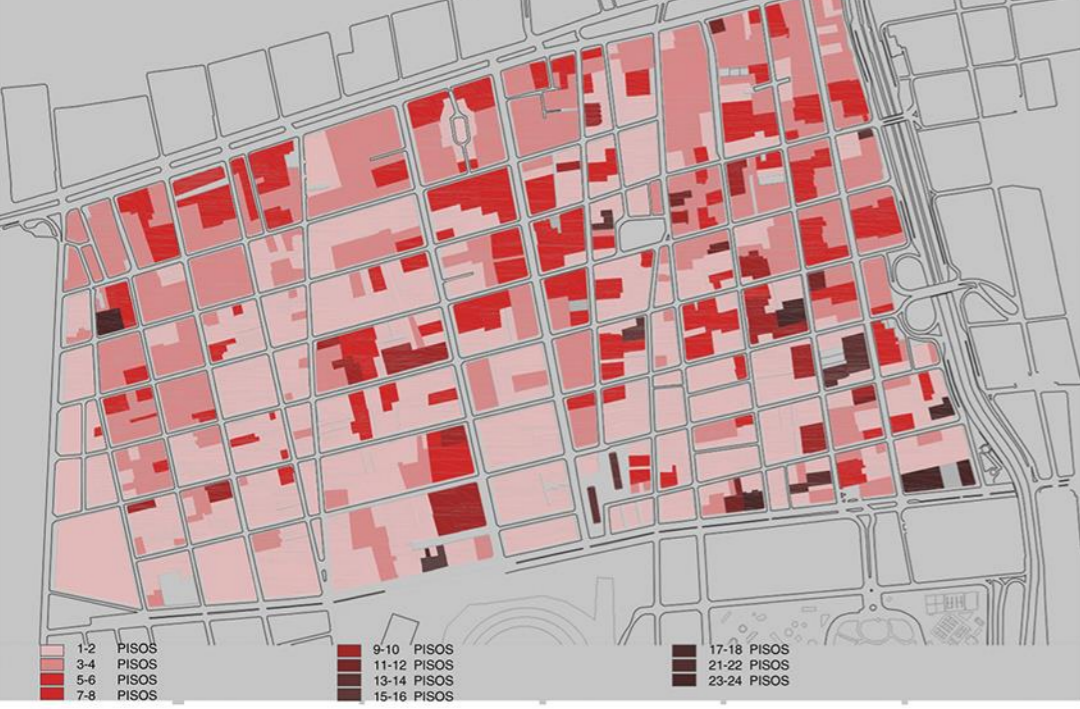 1-2 PISOS
3-4 PISOS
5-6 PISOS
7-8 PISOS
9-10 PISOS
11-12 PISOS
13-14 PISOS
15-16 PISOS
17-18 PISOS
21-22 PISOS
23-24 PISOS